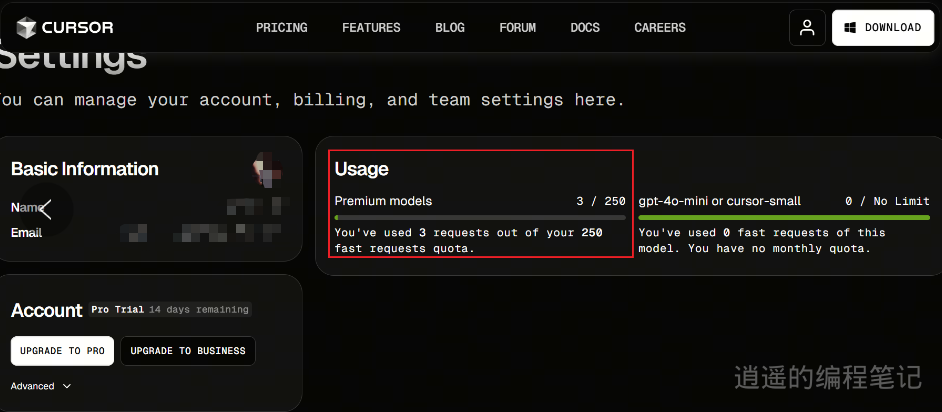 CURSOR
PRICING FEATURES BLOG FORUM DOCS CAREERS
DOWNLOAD
Settings
You can manage your account, billing, and team settings here.
Basic Information
Name
Email
Usage
Premium models 3 / 250
You've used 3 requests out of your 250
fast requests quota.
gpt-4o-mini or cursor-small 0 / No Limit
You've used 0 fast requests of this
model. You have no monthly quota.
Account Pro Trial 14 days remaining
UPGRADE TO PRO UPGRADE TO BUSINESS
Advanced
逍遥的编程笔记